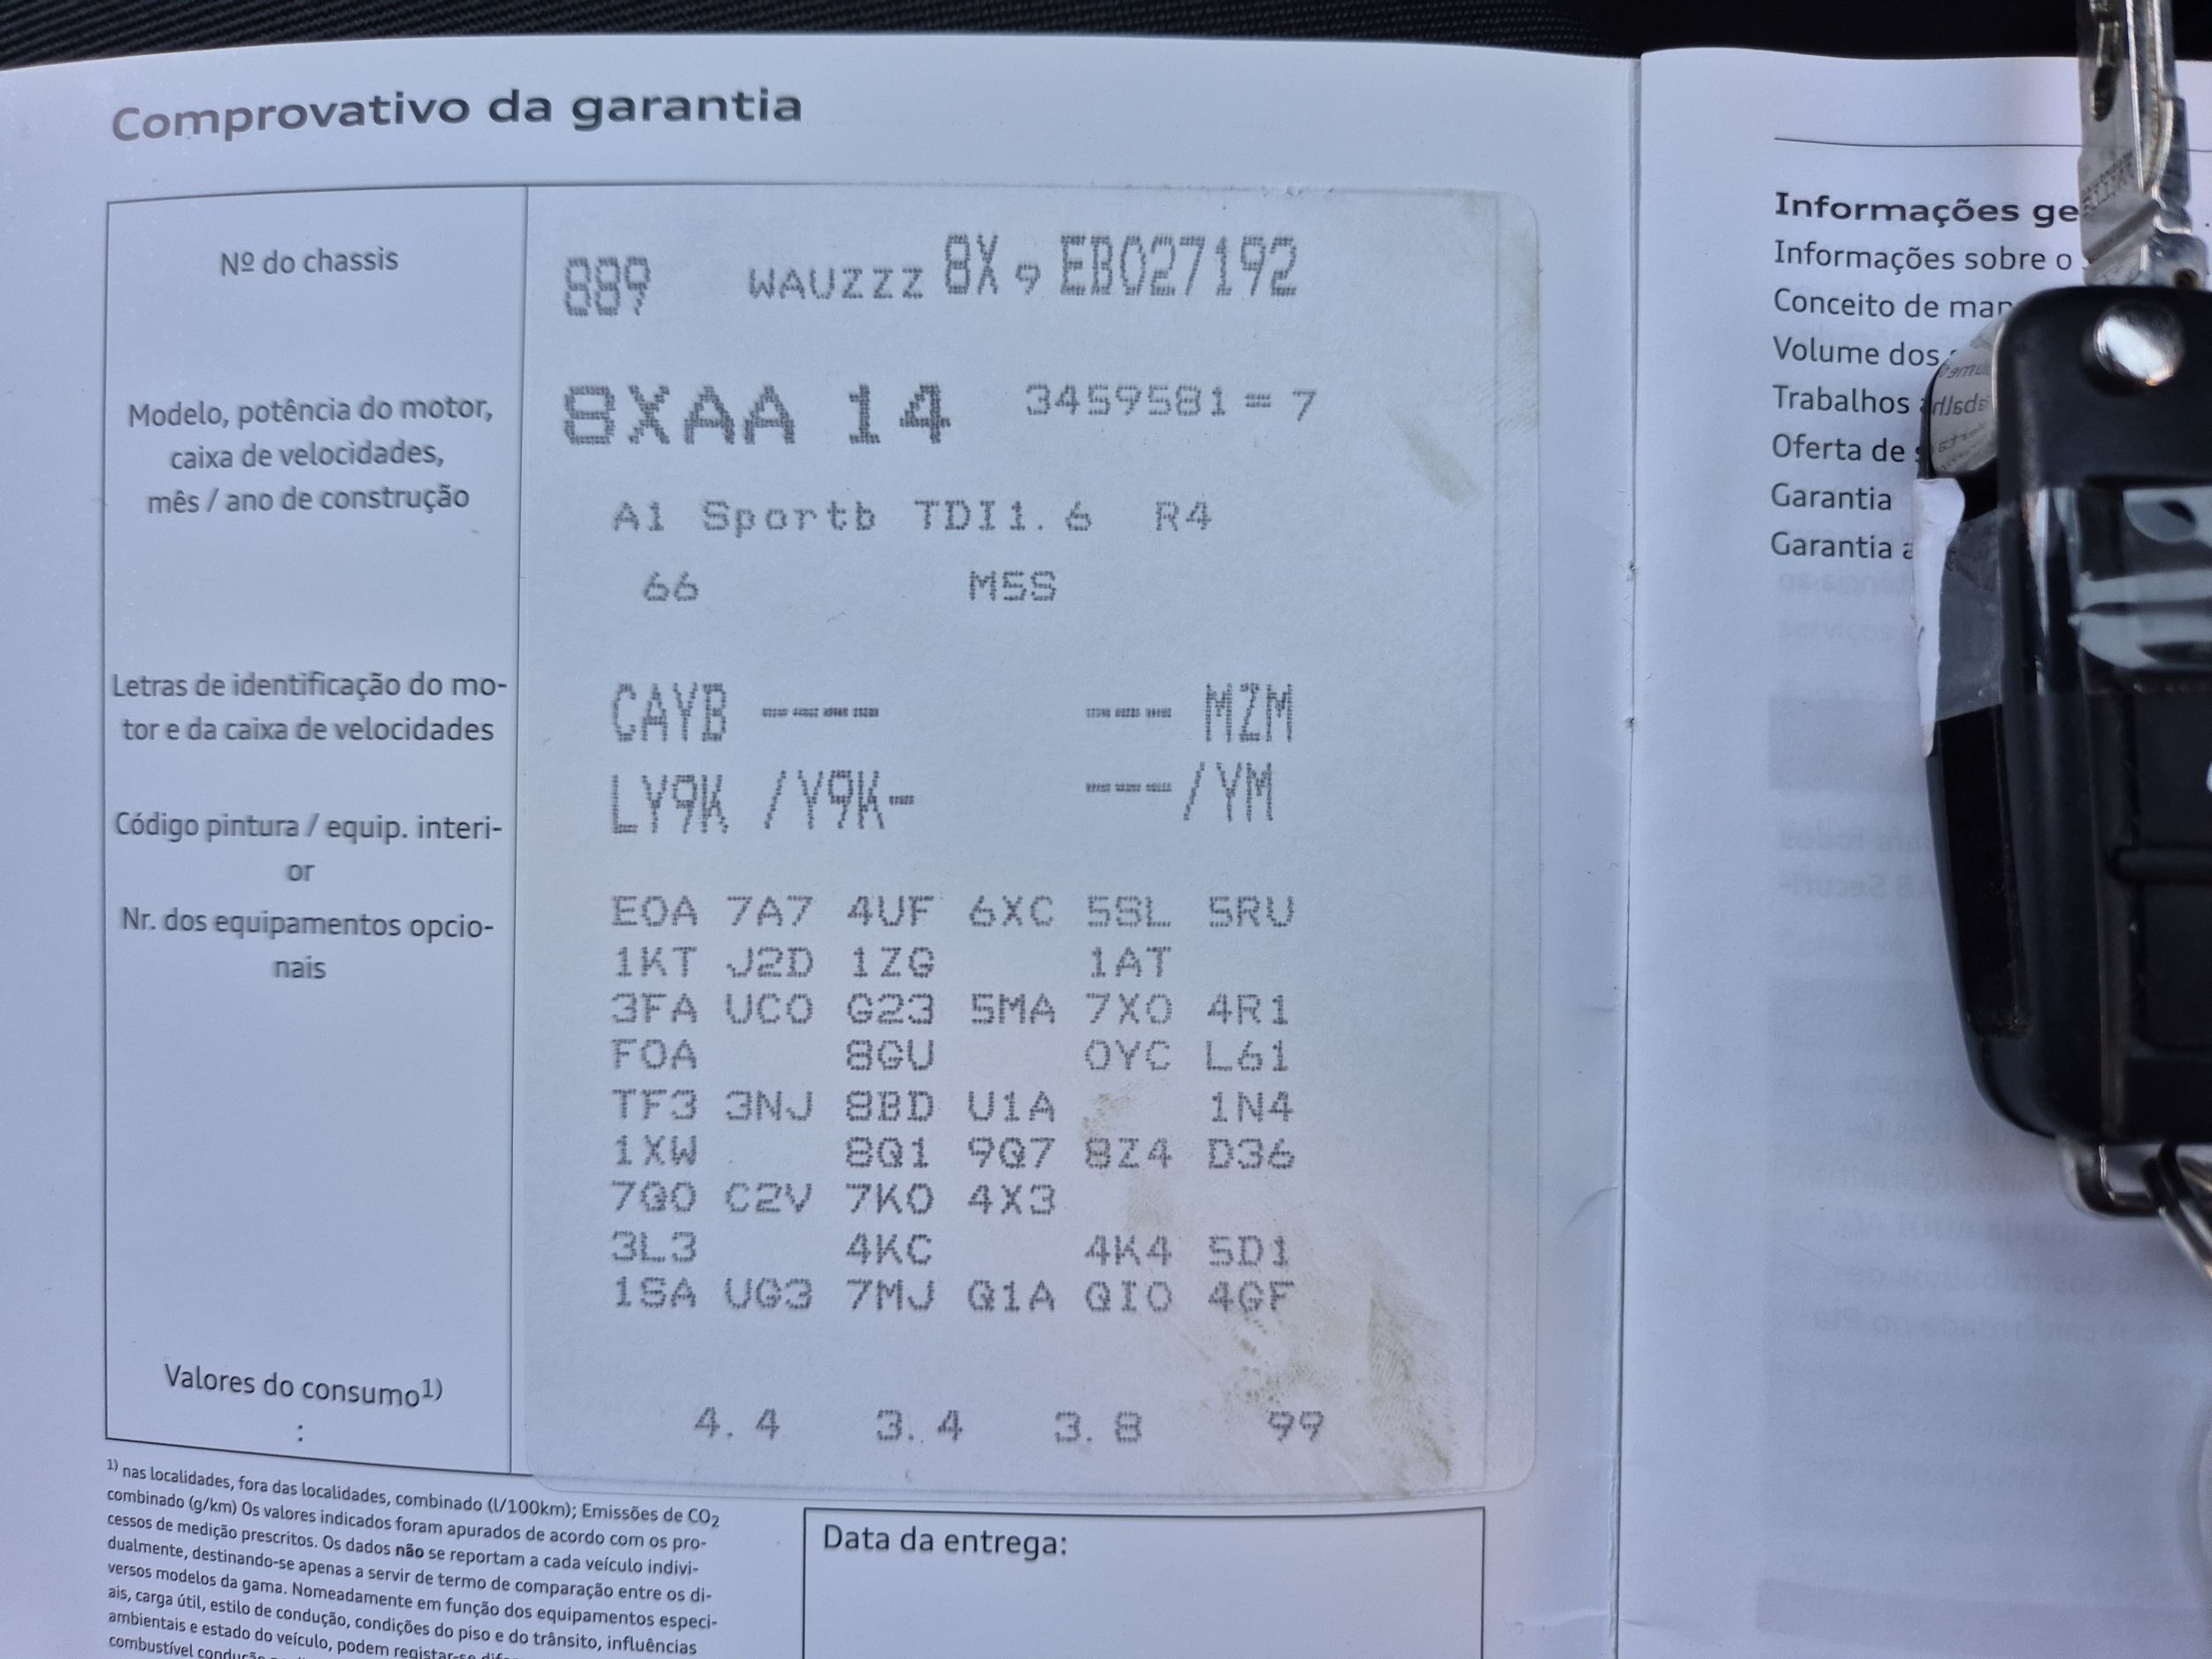 Comprovativo da garantia
Nº do chassis
889 WAUZZZ 8X 9 EB027192
Modelo, potência do motor,
caixa de velocidades,
mês / ano de construção
8XAA 14 3459581 = 7
A1 Sportb TDI1.6 R4
66 M5S
Letras de identificação do mo-
tor e da caixa de velocidades
CAYB ---- --- MZM
LY9K /Y9K- ---/YM
Código pintura / equip. interi-
or
Nr. dos equipamentos opcio-
nais
E0A 7A7 4UF 6XC 5SL 5RU
1KT J2D 1ZG 1AT
3FA UC0 G23 5MA 7X0 4R1
F0A 8GU 0YC L61
TF3 3NJ 8BD U1A 1N4
1XW 8Q1 9Q7 8Z4 D36
7Q0 C2V 7K0 4X3
3L3 4KC 4K4 5D1
1SA UG3 7MJ Q1A QI0 4GF
Valores do consumo1)
:
4.4 3.4 3.8 99
1) nas localidades, fora das localidades, combinado (l/100km); Emissões de CO2
combinado (g/km) Os valores indicados foram apurados de acordo com os pro-
cessos de medição prescritos. Os dados não se reportam a cada veículo indivi-
dualmente, destinando-se apenas a servir de termo de comparação entre os di-
versos modelos da gama. Nomeadamente em função dos equipamentos especi-
ais, carga útil, estilo de condução, condições do piso e do trânsito, influências
ambientais e estado do veículo, podem registar-se
combustível
Data da entrega:
Informações
Informações sobre o
Conceito de
Volume dos
Trabalhos
Oferta de
Garantia
Garantia